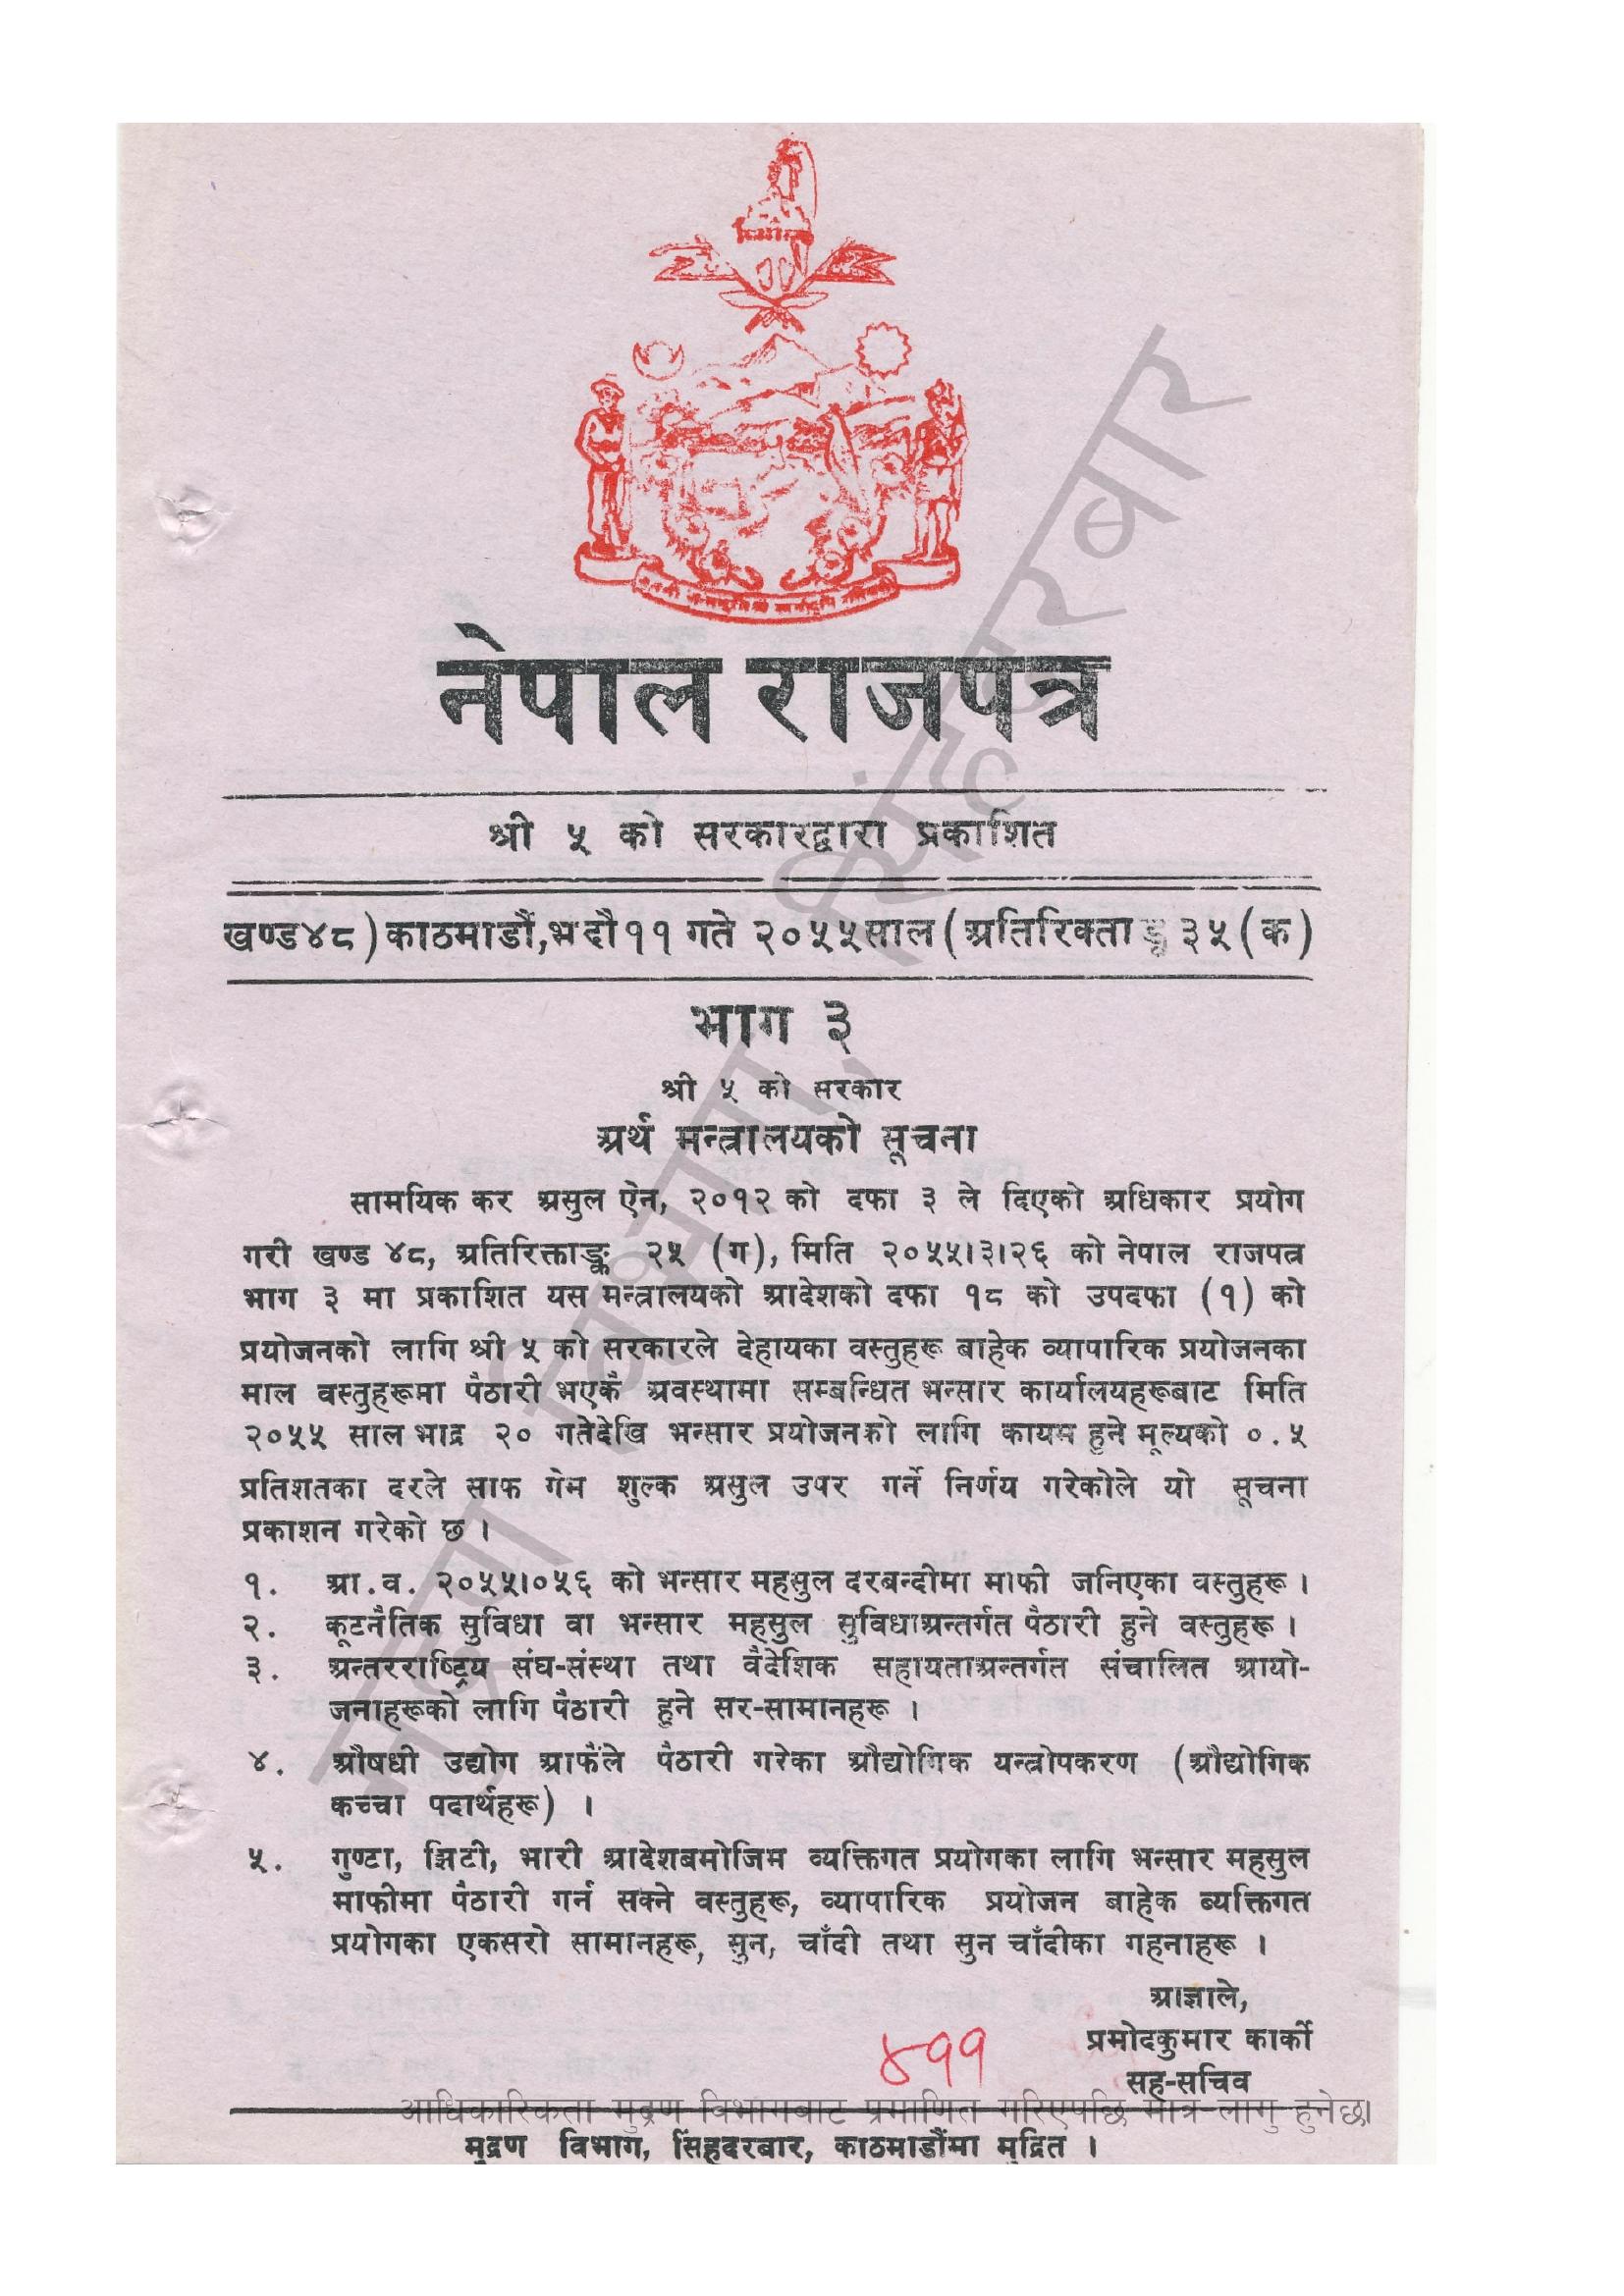 नेपाल राजपत्र
श्री ५ को सरकारद्वारा प्रकाशित
खण्ड४८) काठमाडौं, भदौ ११ गते २०५५साल (अतिरिक्ताङ्क ३५ (क)
भाग ३
श्री ५ को सरकार
अर्थ मन्त्रालयको सूचना
सामयिक कर असुल ऐन, २०१२ को दफा ३ ले दिएको अधिकार प्रयोग
गरी खण्ड ४८, अतिरिक्ताङ्क २५ (ग), मिति २०५५।३।२६ को नेपाल राजपत्र
भाग ३ मा प्रकाशित यस मन्त्रालयको आदेशको दफा १८ को उपदफा (१) को
प्रयोजनको लागि श्री ५ को सरकारले देहायका वस्तुहरू बाहेक व्यापारिक प्रयोजनका
माल वस्तुहरूमा पैठारी भएकै अवस्थामा सम्बन्धित भन्सार कार्यालयहरूबाट मिति
२०५५ साल भाद्र २० गतेदेखि भन्सार प्रयोजनको लागि कायम हुने मूल्यको ०.५
प्रतिशतका दरले साफ गेम शुल्क असुल उपर गर्ने निर्णय गरेकोले यो सूचना
प्रकाशन गरेको छ ।
१. आ.व. २०५५।०५६ को भन्सार महसुल दरबन्दीमा माफी जनिएका वस्तुहरू ।
२. कूटनैतिक सुविधा वा भन्सार महसुल सुविधाअन्तर्गत पैठारी हुने वस्तुहरू ।
३. अन्तरराष्ट्रिय संघ-संस्था तथा वैदेशिक सहायताअन्तर्गत संचालित आयो-
जनाहरूको लागि पैठारी हुने सर-सामानहरू ।
४. औषधी उद्योग आफैंले पैठारी गरेका औद्योगिक यन्त्रोपकरण (औद्योगिक
कच्चा पदार्थहरू) ।
५. गुण्टा, झिटी, भारी आदेशबमोजिम व्यक्तिगत प्रयोगका लागि भन्सार महसुल
माफीमा पैठारी गर्न सक्ने वस्तुहरू, व्यापारिक प्रयोजन बाहेक व्यक्तिगत
प्रयोगका एकसरो सामानहरू, सुन, चाँदी तथा सुन चाँदीका गहनाहरू ।
आज्ञाले,
प्रमोदकुमार कार्की
सह-सचिव
४११
आधिकारिकता मुद्रण विभागबाट प्रमाणित गरिएपछि मात्र लागु हुनेछ।
मुद्रण विभाग, सिंहदरबार, काठमाडौंमा मुद्रित ।
मुद्रण विभाग, सिंहदरबार